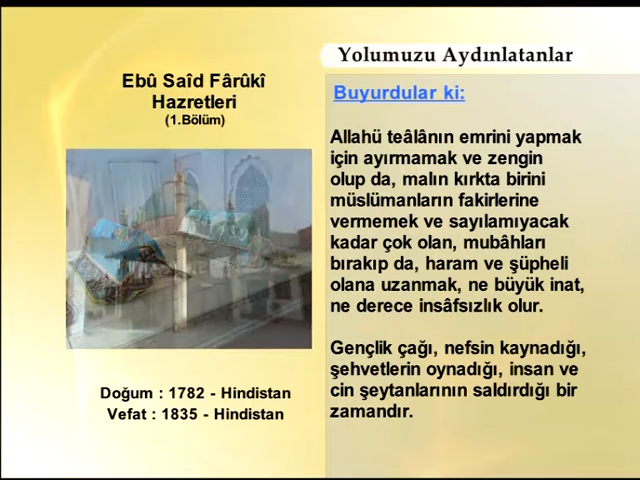 Yolumuzu Aydınlatanlar
Ebû Saîd Fârûkî
Hazretleri
(1.Bölüm)
Doğum : 1782 - Hindistan
Vefat : 1835 - Hindistan
Buyurdular ki:
Allahü teâlânın emrini yapmak
için ayırmamak ve zengin
olup da, malın kırkta birini
müslümanların fakirlerine
vermemek ve sayılamıyacak
kadar çok olan, mubâhları
bırakıp da, haram ve şüpheli
olana uzanmak, ne büyük inat,
ne derece insâfsızlık olur.
Gençlik çağı, nefsin kaynadığı,
şehvetlerin oynadığı, insan ve
cin şeytanlarının saldırdığı bir
zamandır.